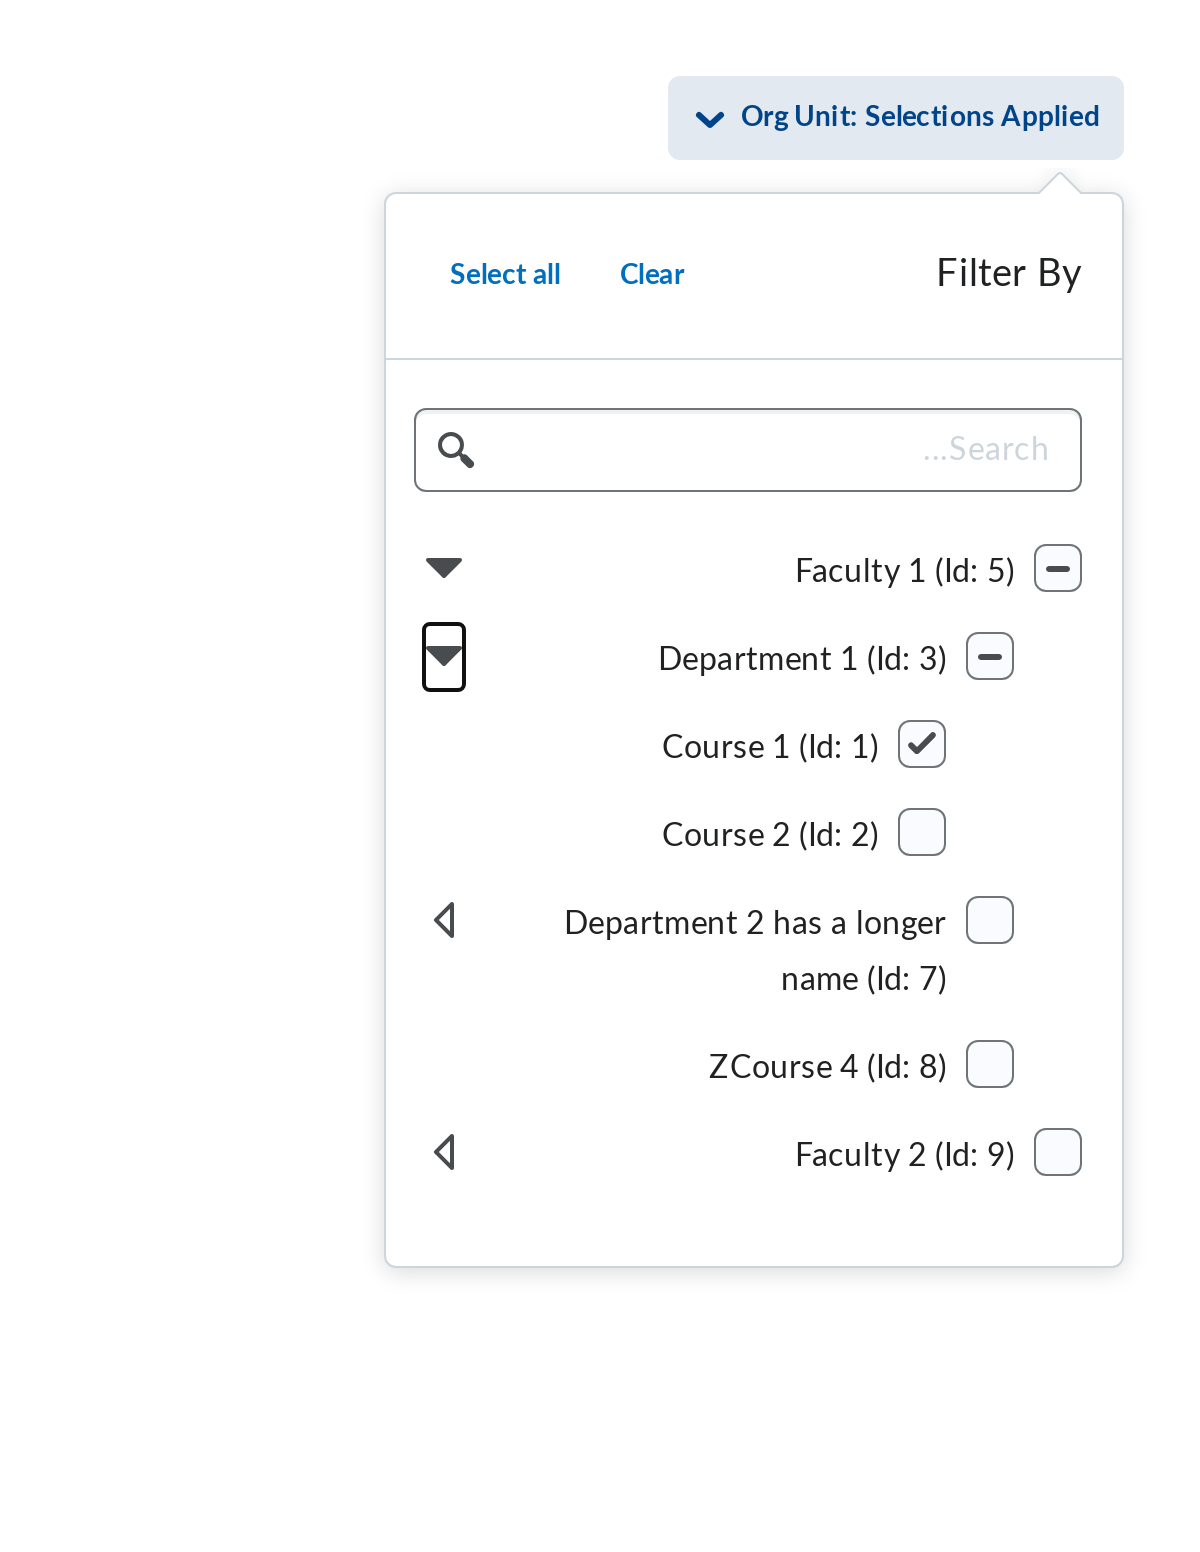 Org Unit: Selections Applied
Filter By
Select all
Clear
...Search
Faculty 1 (Id: 5)
Department 1 (Id: 3)
Course 1 (Id: 1)
Course 2 (Id: 2)
Department 2 has a longer
name (Id: 7)
ZCourse 4 (Id: 8)
Faculty 2 (Id: 9)